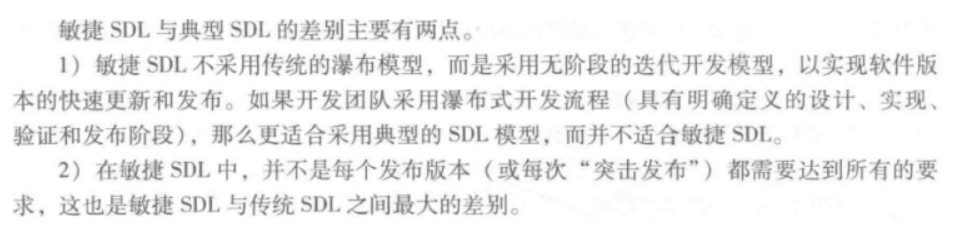 敏捷 SDL 与典型 SDL 的差别主要有两点。
1）敏捷 SDL 不采用传统的瀑布模型，而是采用无阶段的迭代开发模型，以实现软件版
本的快速更新和发布。如果开发团队采用瀑布式开发流程（具有明确定义的设计、实现、
验证和发布阶段），那么更适合采用典型的 SDL 模型，而并不适合敏捷 SDL。
2）在敏捷 SDL 中，并不是每个发布版本（或每次“突击发布”）都需要达到所有的要
求，这也是敏捷 SDL 与传统 SDL 之间最大的差别。